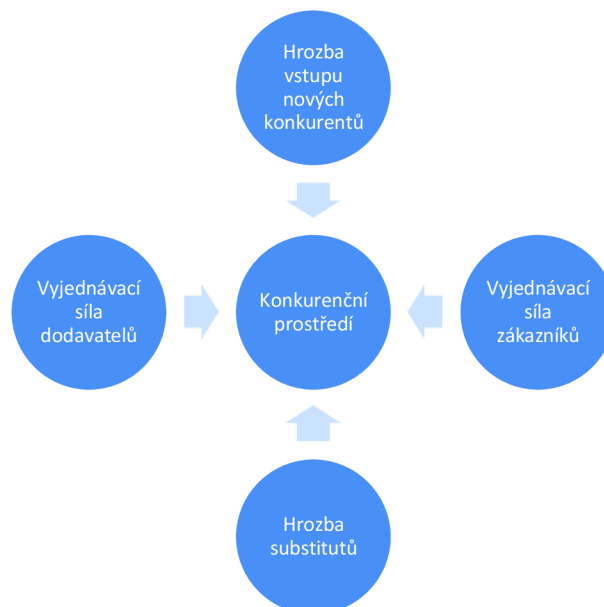 Hrozba
vstupu
nových
konkurentů
Vyjednávací
síla
dodavatelů
Konkurenční
prostředí
Vyjednávací
síla
zákazníků
Hrozba
substitutů